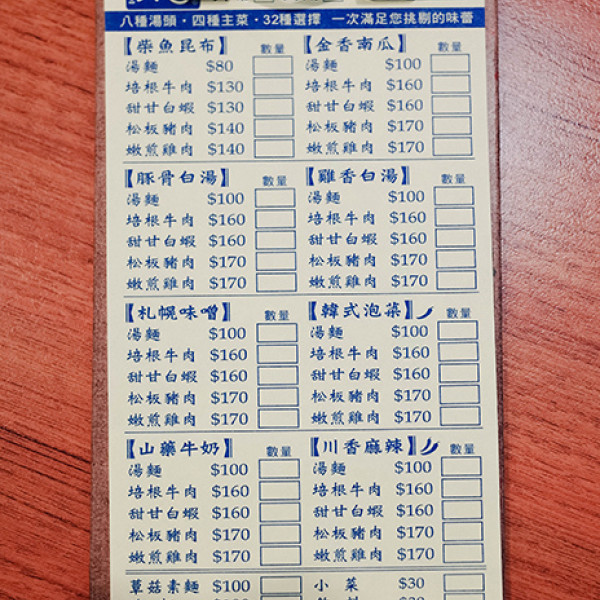 八種湯頭・四種主菜・32種選擇 一次滿足您挑剔的味蕾
【柴魚昆布】 數量
湯麵 $80
培根牛肉 $130
甜甘白蝦 $130
松板豬肉 $140
嫩煎雞肉 $140
【金香南瓜】 數量
湯麵 $100
培根牛肉 $160
甜甘白蝦 $160
松板豬肉 $170
嫩煎雞肉 $170
【豚骨白湯】 數量
湯麵 $100
培根牛肉 $160
甜甘白蝦 $160
松板豬肉 $170
嫩煎雞肉 $170
【雞香白湯】 數量
湯麵 $100
培根牛肉 $160
甜甘白蝦 $160
松板豬肉 $170
嫩煎雞肉 $170
【札幌味噌】 數量
湯麵 $100
培根牛肉 $160
甜甘白蝦 $160
松板豬肉 $170
嫩煎雞肉 $170
【韓式泡菜】 數量
湯麵 $100
培根牛肉 $160
甜甘白蝦 $160
松板豬肉 $170
嫩煎雞肉 $170
【山藥牛奶】 數量
湯麵 $100
培根牛肉 $160
甜甘白蝦 $160
松板豬肉 $170
嫩煎雞肉 $170
【川香麻辣】 數量
湯麵 $100
培根牛肉 $160
甜甘白蝦 $160
松板豬肉 $170
嫩煎雞肉 $170
蕈菇素麵 $100
小菜 $30